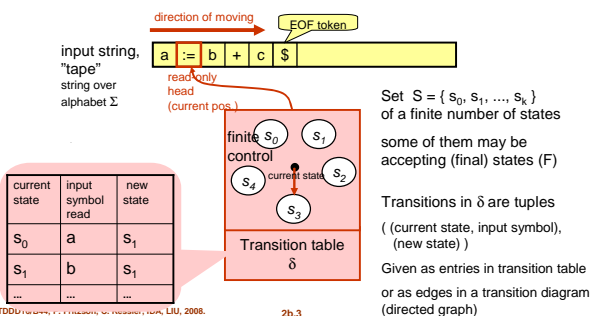 direction of moving
EOF token
input string,
"tape"
string over
alphabet Σ
a := b + c $
read-only
head
(current pos.)
finite
control
s0 s1
s4 s2
current state
s3
Transition table
δ
current state input symbol read new state
s0 a s1
s1 b s1
... ... ...
Set S = { s0, s1, ..., sk }
of a finite number of states
some of them may be
accepting (final) states (F)
Transitions in δ are tuples
( (current state, input symbol),
(new state) )
Given as entries in transition table
or as edges in a transition diagram
(directed graph)
IDA, LIU, 2008.
2b.3